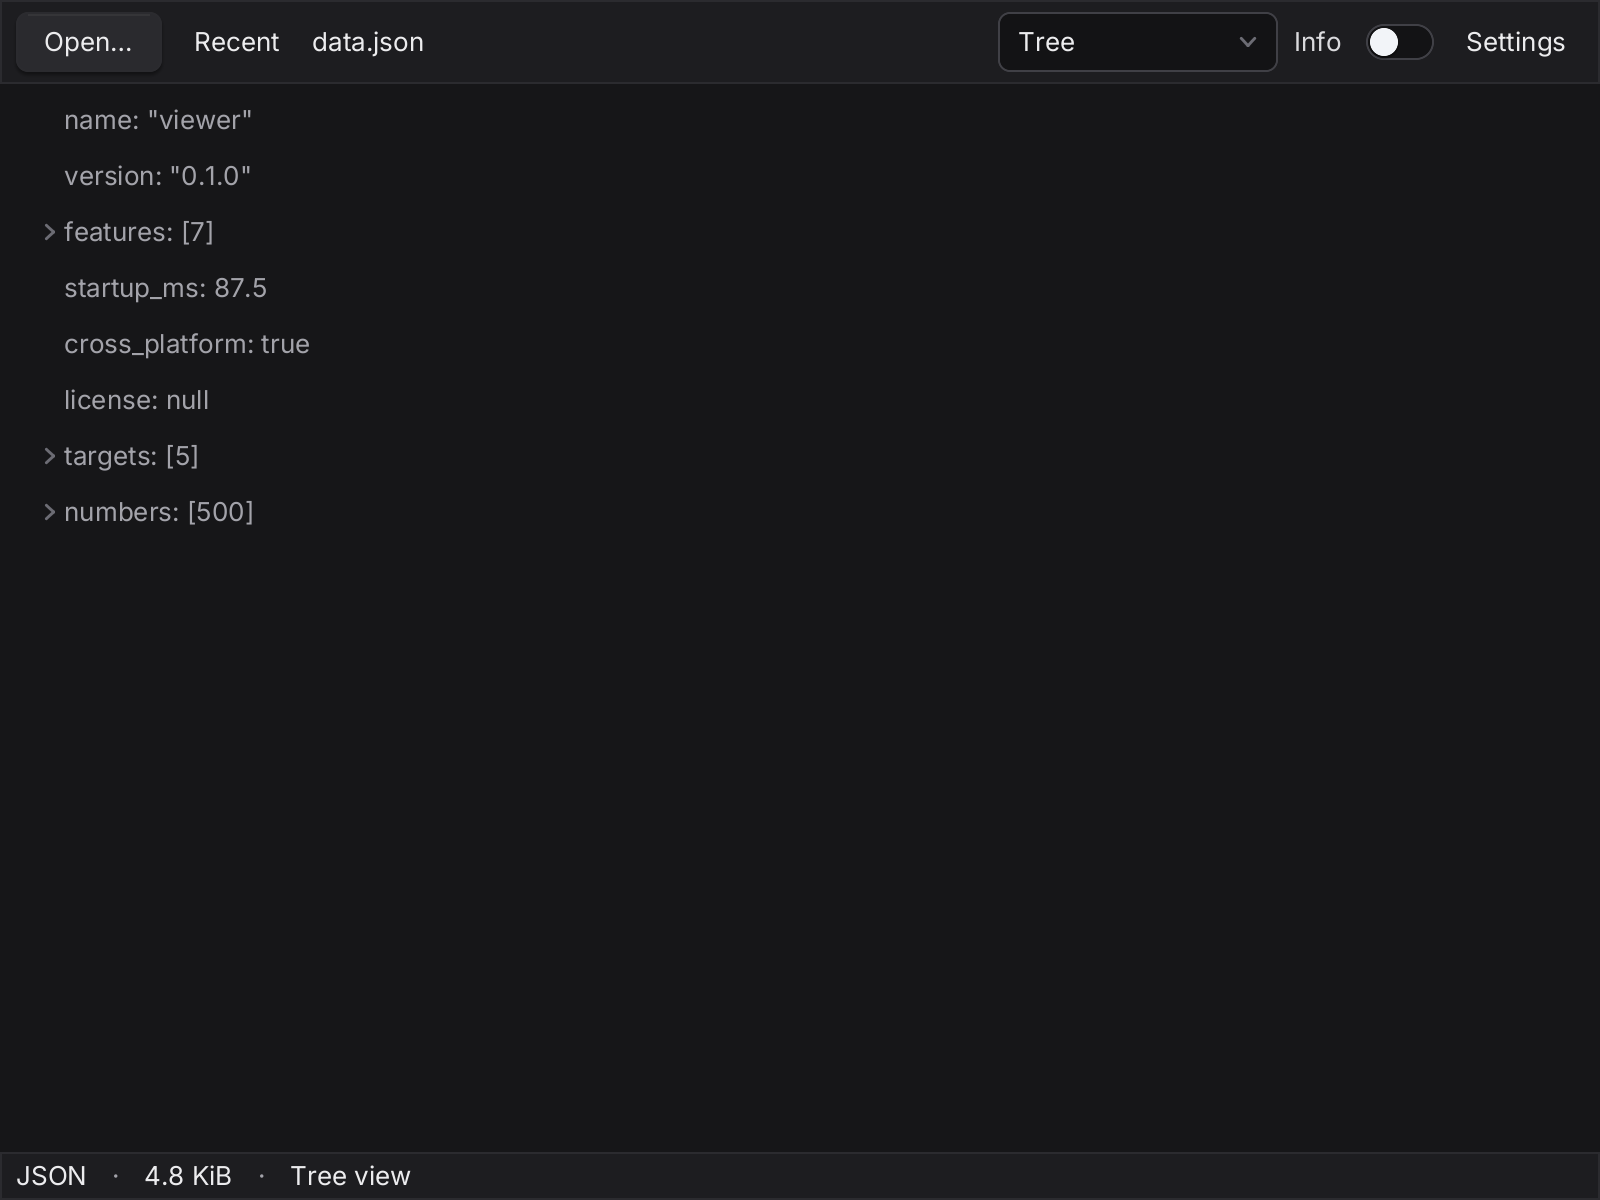 Open... Recent data.json Tree Info Settings
name: "viewer"
version: "0.1.0"
features: [7]
startup_ms: 87.5
cross_platform: true
license: null
targets: [5]
numbers: [500]
JSON · 4.8 KiB · Tree view